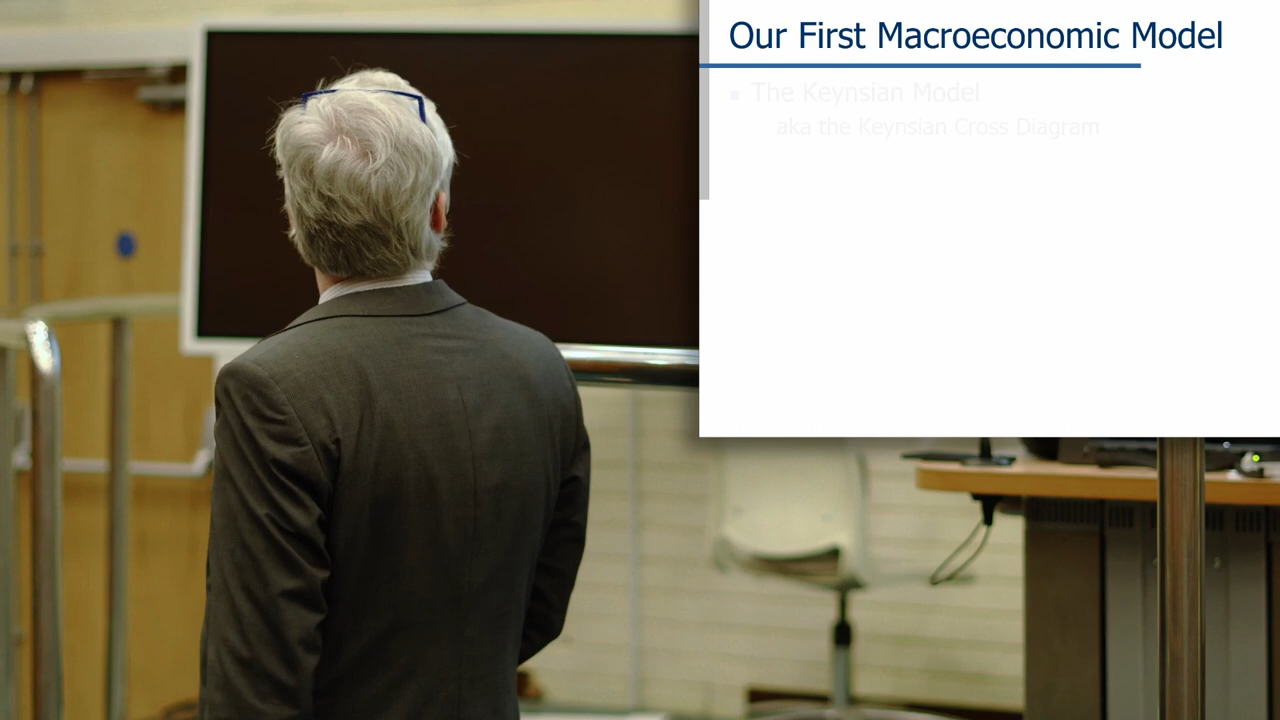 Our First Macroeconomic Model
The Keynsian Model
aka the Keynsian Cross Diagram